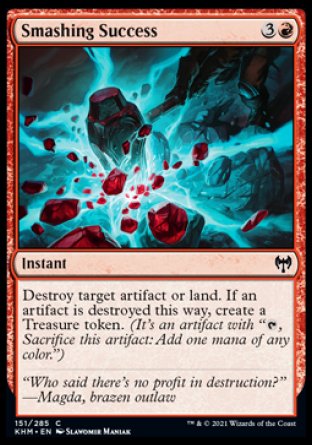 Smashing Success 3
Instant
Destroy target artifact or land. If an
artifact is destroyed this way, create a
Treasure token. (It's an artifact with “,
Sacrifice this artifact: Add one mana of any
color.”)
“Who said there's no profit in destruction?”
—Magda, brazen outlaw
151/285 C
KHM • EN Slawomir Maniak
™ & © 2021 Wizards of the Coast